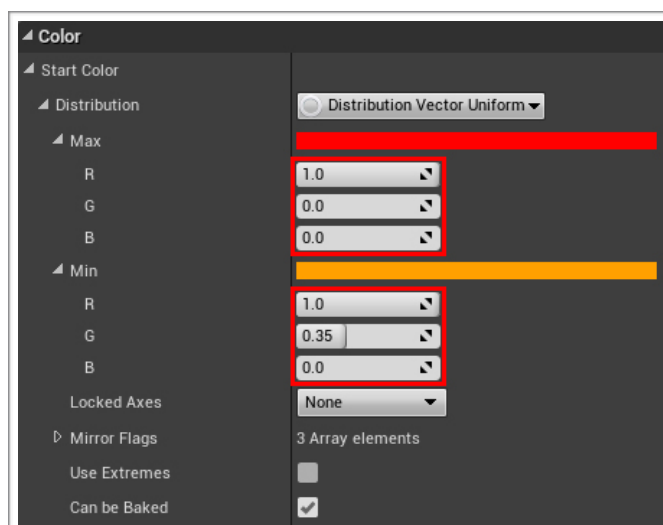 Color
Start Color
Distribution Distribution Vector Uniform
Max
R 1.0
G 0.0
B 0.0
Min
R 1.0
G 0.35
B 0.0
Locked Axes None
Mirror Flags 3 Array elements
Use Extremes
Can be Baked